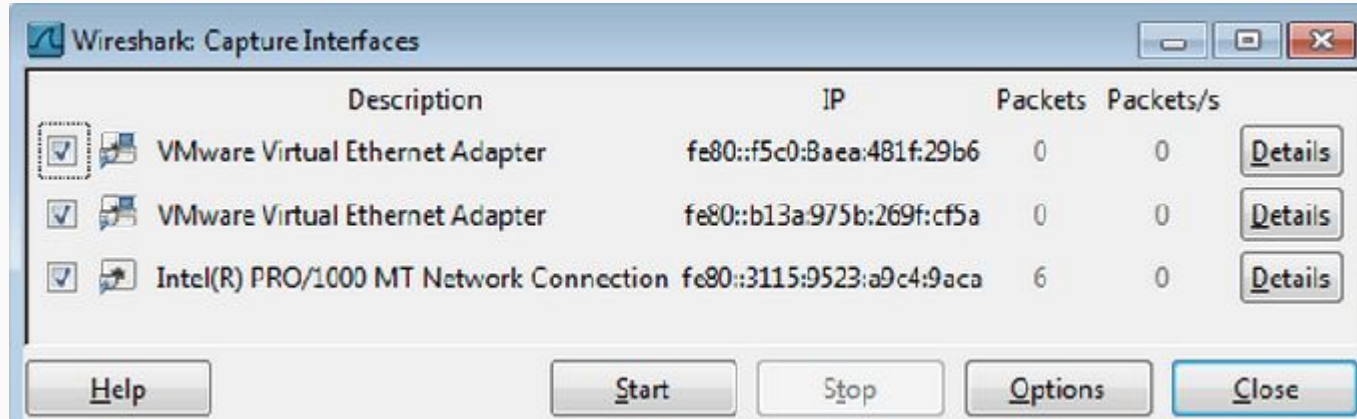 Wireshark: Capture Interfaces
Description IP Packets Packets/s
VMware Virtual Ethernet Adapter fe80::f5c0:8aea:481f:29b6 0 0 Details
VMware Virtual Ethernet Adapter fe80::b13a:975b:269f:cf5a 0 0 Details
Intel(R) PRO/1000 MT Network Connection fe80::3115:9523:a9c4:9aca 6 0 Details
Help Start Stop Options Close